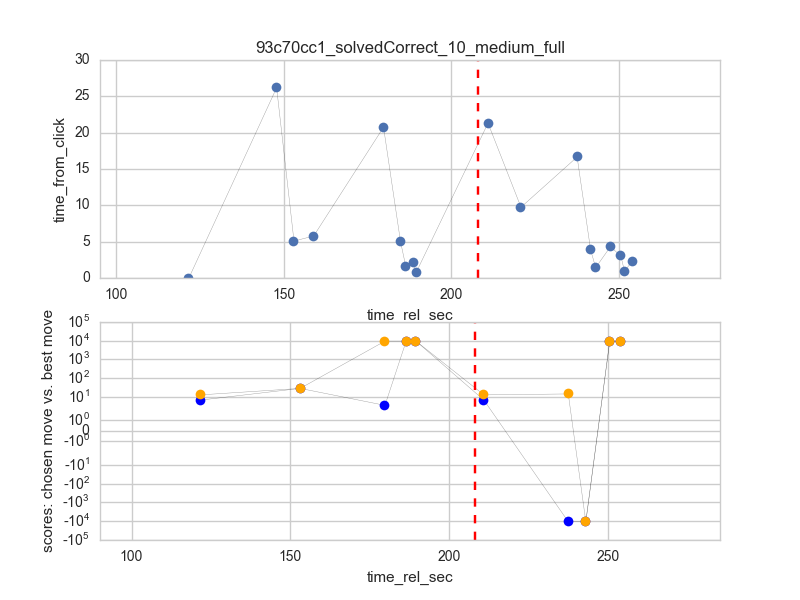 93c70cc1_solvedCorrect_10_medium_full
30
25
20
15
10
5
0
time_from_click
100 150 200 250
time_rel_sec
10^5
10^4
10^3
10^2
10^1
10^0
0
-10^0
-10^1
-10^2
-10^3
-10^4
-10^5
scores: chosen move vs. best move
100 150 200 250
time_rel_sec